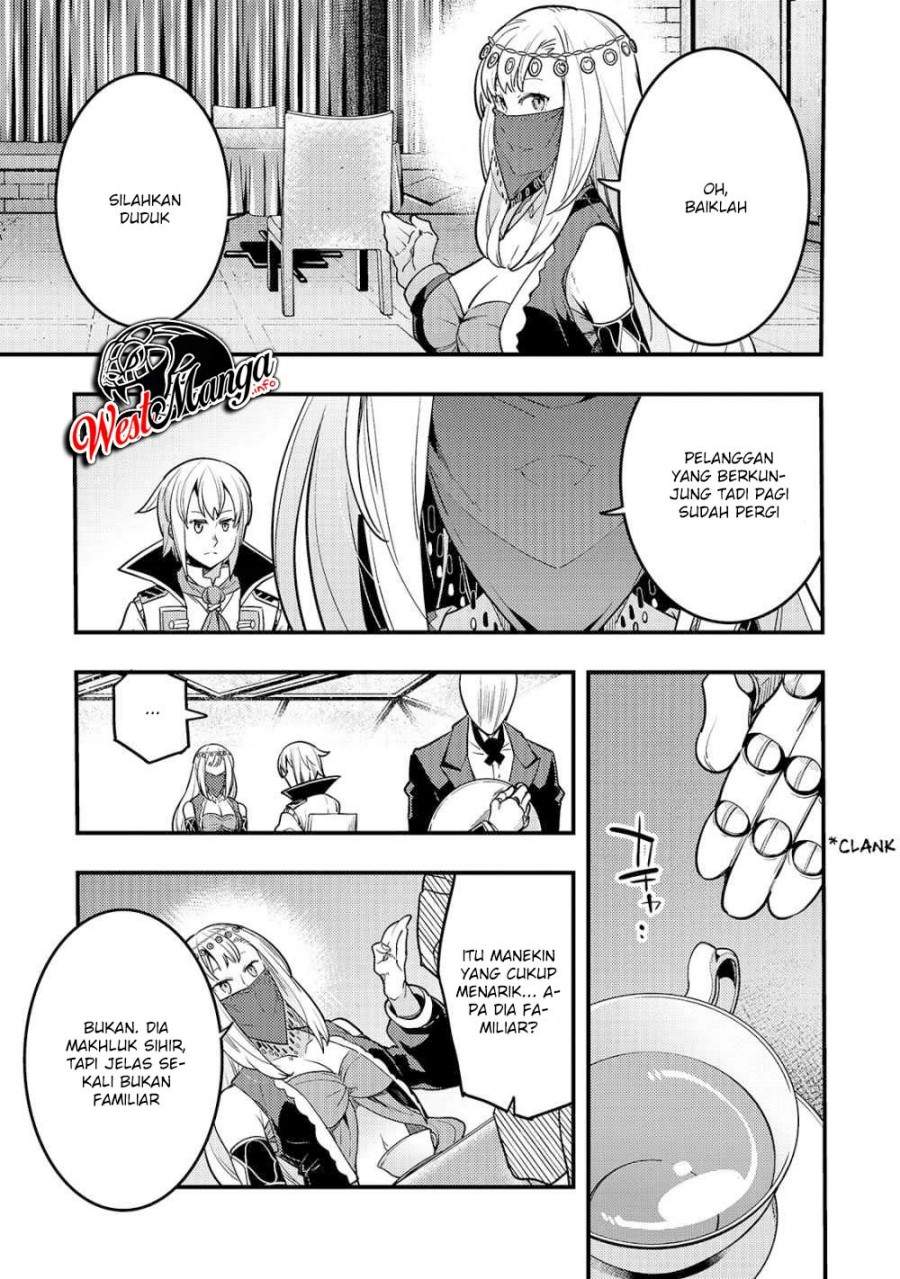 OH,
BAIKLAH
SILAHKAN
DUDUK
WestManga
.info
PELANGGAN
YANG BERKUN-
JUNG TADI PAGI
SUDAH PERGI
*CLANK
カチャ...
...
ITU MANEKIN
YANG CUKUP
MENARIK... A-
PA DIA FA-
MILIAR?
BUKAN. DIA
MAKHLUK SIHIR,
TAPI JELAS SE-
KALI BUKAN
FAMILIAR